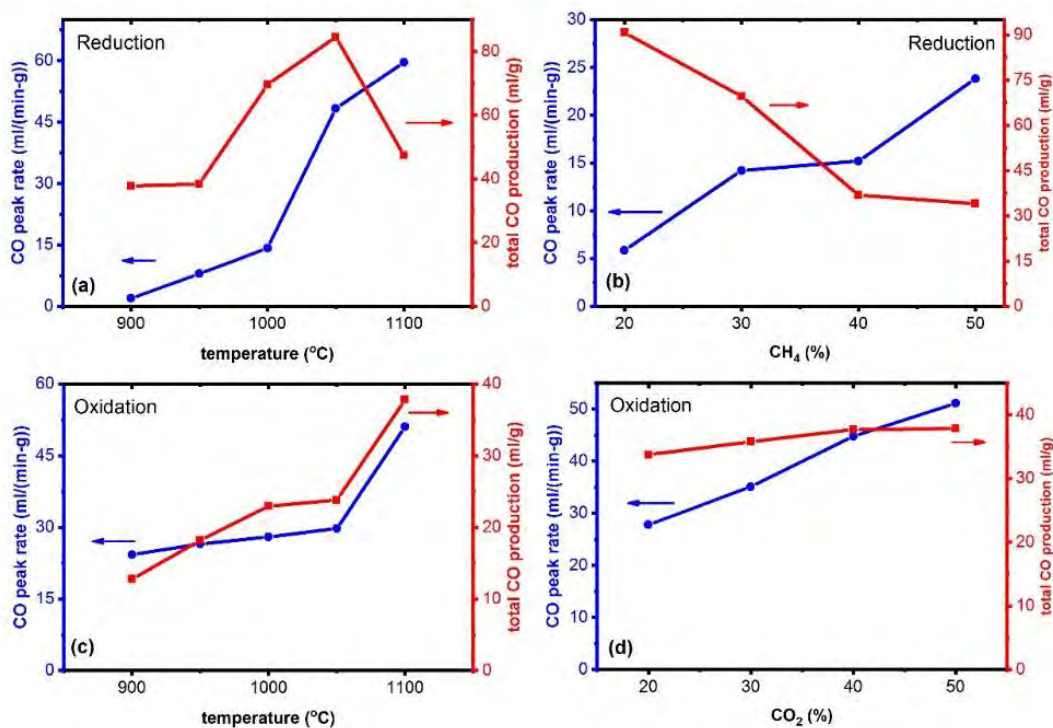 Reduction
(a)
CO peak rate (ml/(min-g))
0
15
30
45
60
total CO production (ml/g)
0
20
40
60
80
900
1000
1100
temperature (°C)
Reduction
(b)
CO peak rate (ml/(min-g))
0
5
10
15
20
25
30
total CO production (ml/g)
0
15
30
45
60
75
90
20
30
40
50
CH₄ (%)
Oxidation
(c)
CO peak rate (ml/(min-g))
0
15
30
45
60
total CO production (ml/g)
0
10
20
30
40
900
1000
1100
temperature (°C)
Oxidation
(d)
CO peak rate (ml/(min-g))
0
10
20
30
40
50
total CO production (ml/g)
0
10
20
30
40
20
30
40
50
CO₂ (%)